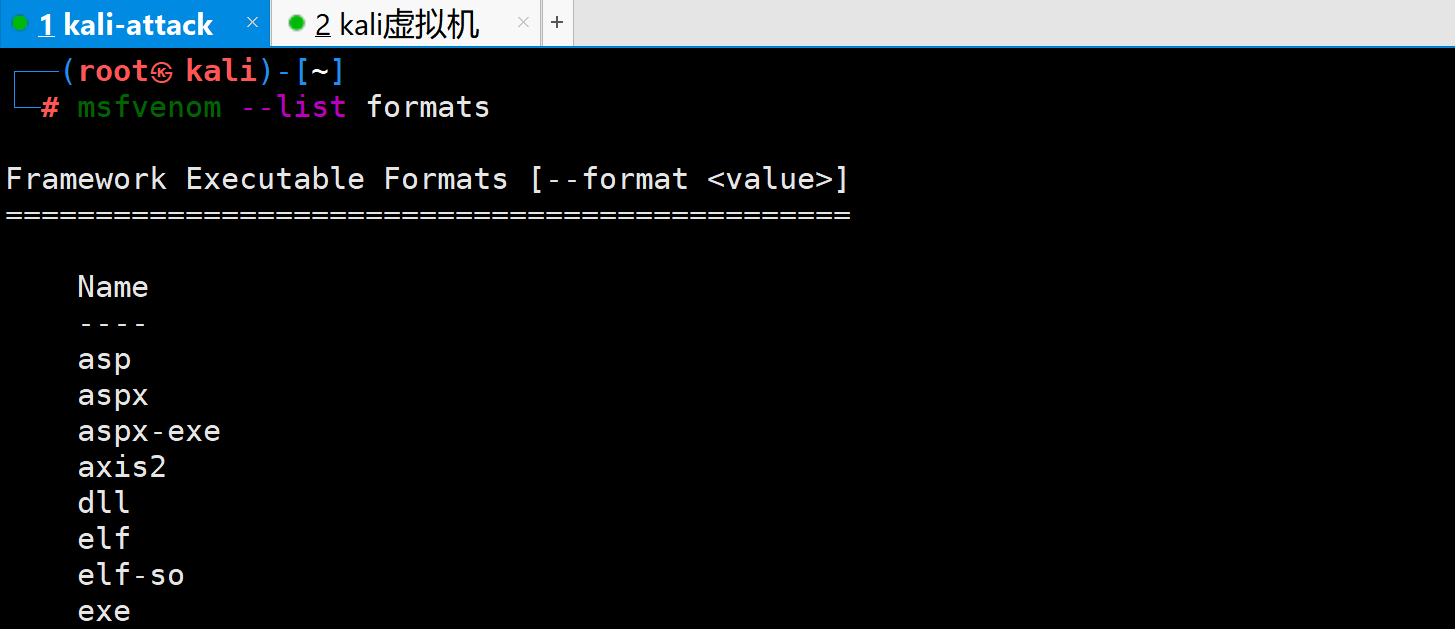 1 kali-attack × 2 kali虚拟机 × +
┌──(root㉿kali)-[~]
└─# msfvenom --list formats
Framework Executable Formats [--format <value>]
===============================================
Name
----
asp
aspx
aspx-exe
axis2
dll
elf
elf-so
exe